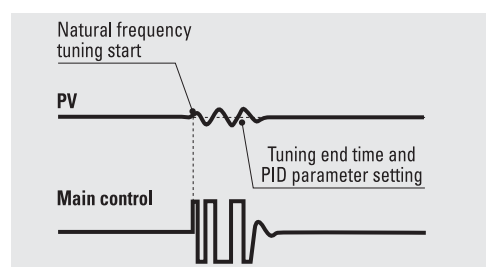 Natural frequency
tuning start
PV
Tuning end time and
PID parameter setting
Main control